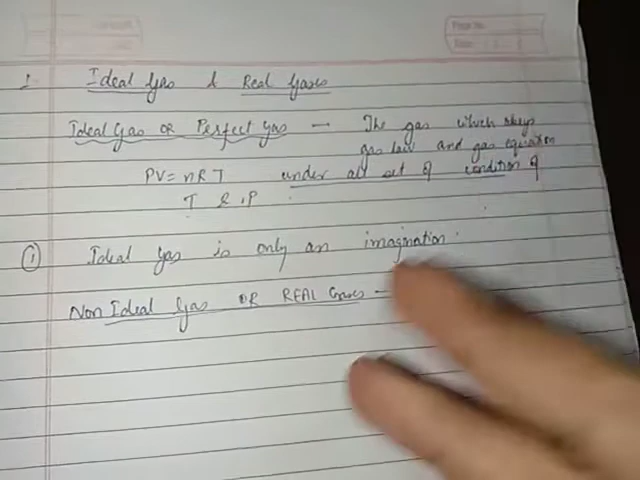 Ideal Gas & Real Gases
Ideal Gas OR Perfect Gas — The gas which obeys
gas law and gas equation
PV = nRT under all set of condition of
T & P
① Ideal gas is only an imagination.
Non Ideal Gas OR REAL Gases —